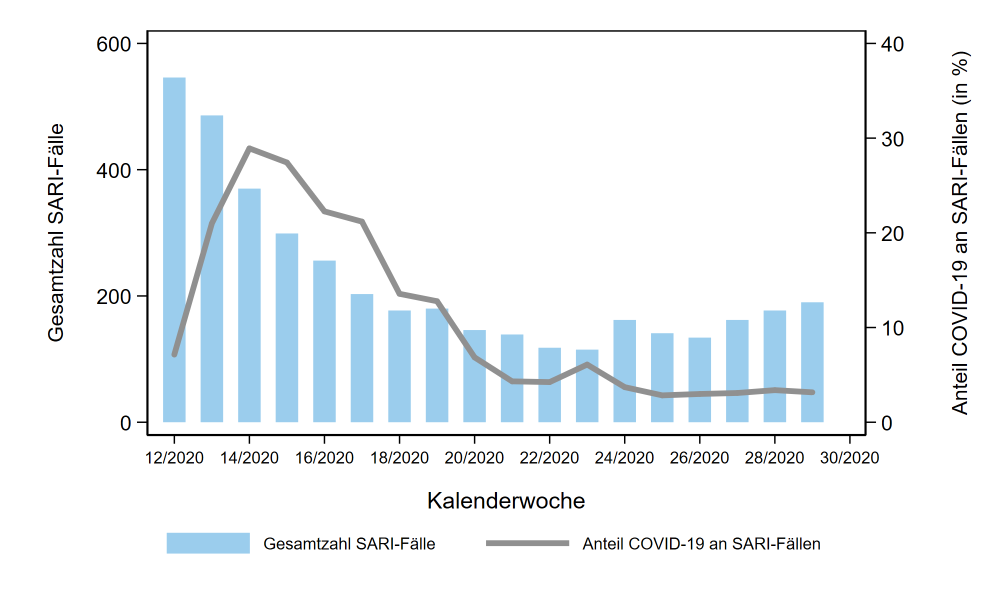 Gesamtzahl SARI-Fälle
600
400
200
0
40
30
20
10
0
Anteil COVID-19 an SARI-Fällen (in %)
12/2020 14/2020 16/2020 18/2020 20/2020 22/2020 24/2020 26/2020 28/2020 30/2020
Kalenderwoche
Gesamtzahl SARI-Fälle Anteil COVID-19 an SARI-Fällen